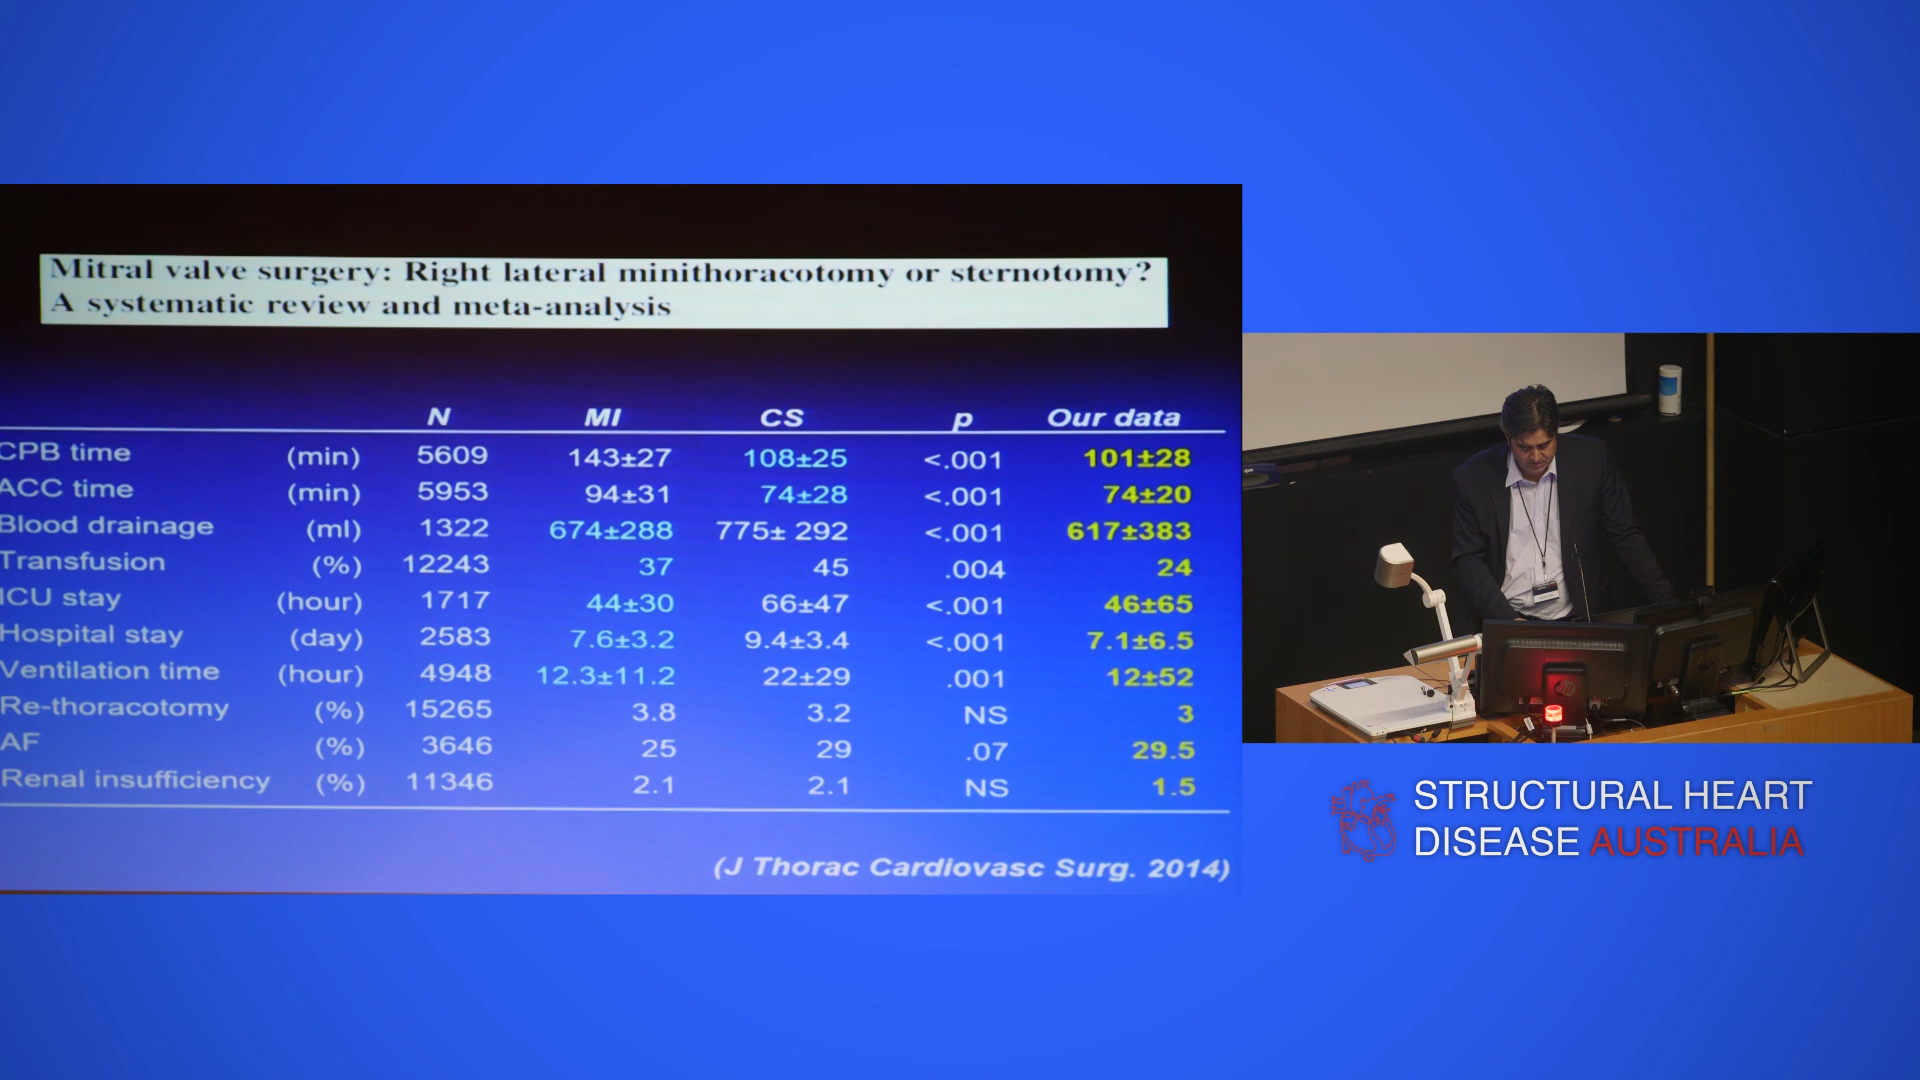 Mitral valve surgery: Right lateral minithoracotomy or sternotomy?
A systematic review and meta-analysis
N MI CS p Our data
CPB time (min) 5609 143±27 108±25 <.001 101±28
ACC time (min) 5953 94±31 74±28 <.001 74±20
Blood drainage (ml) 1322 674±288 775± 292 <.001 617±383
Transfusion (%) 12243 37 45 .004 24
ICU stay (hour) 1717 44±30 66±47 <.001 46±65
Hospital stay (day) 2583 7.6±3.2 9.4±3.4 <.001 7.1±6.5
Ventilation time (hour) 4948 12.3±11.2 22±29 .001 12±52
Re-thoracotomy (%) 15265 3.8 3.2 NS 3
AF (%) 3646 25 29 .07 29.5
Renal insufficiency (%) 11346 2.1 2.1 NS 1.5
(J Thorac Cardiovasc Surg. 2014)
STRUCTURAL HEART
DISEASE AUSTRALIA